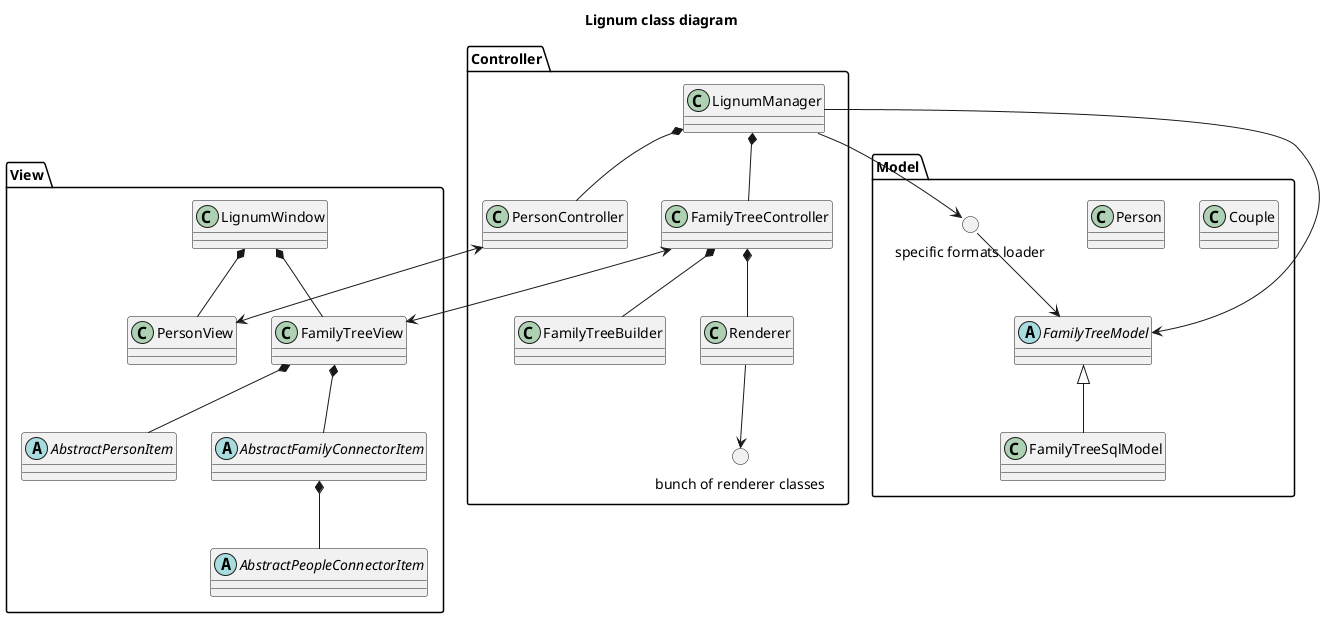 Lignum class diagram
Controller
C LignumManager
View
Model
C LignumWindow
C PersonController
C FamilyTreeController
specific formats loader
C Person
C Couple
C PersonView
C FamilyTreeView
C FamilyTreeBuilder
C Renderer
A FamilyTreeModel
A AbstractPersonItem
A AbstractFamilyConnectorItem
bunch of renderer classes
C FamilyTreeSqlModel
A AbstractPeopleConnectorItem